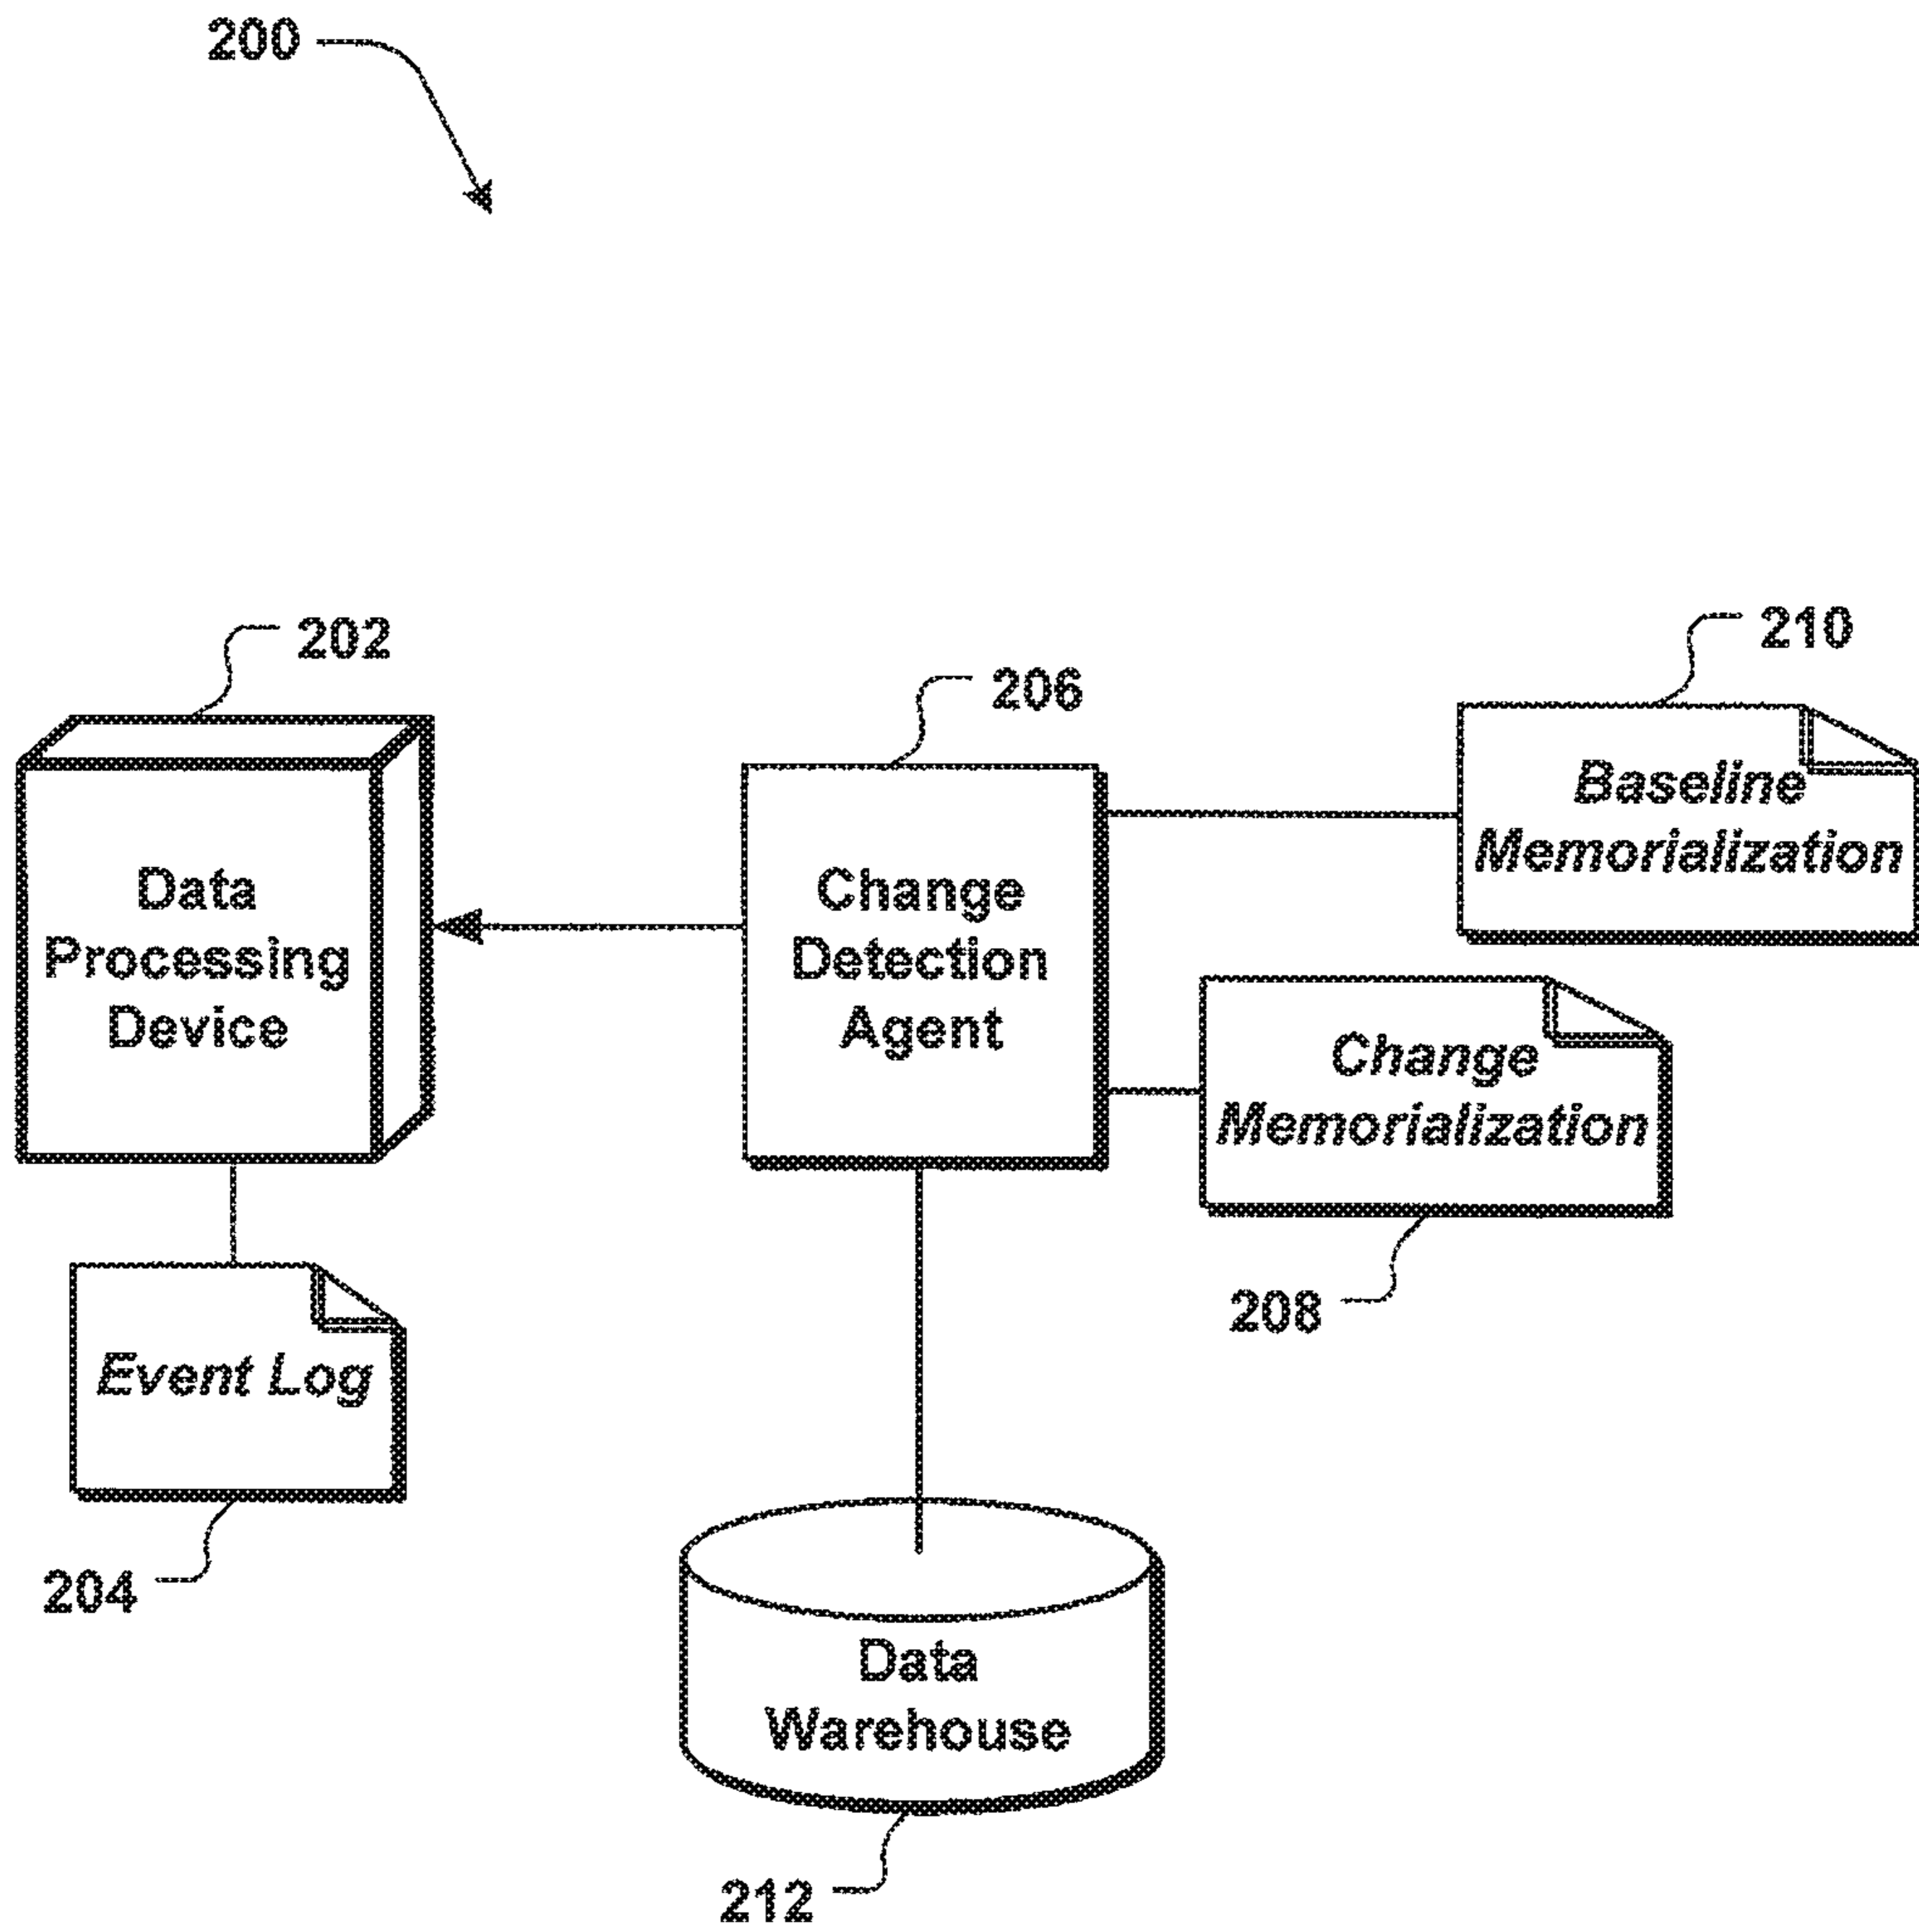 200
202
Data
Processing
Device
206
Change
Detection
Agent
210
Baseline
Memorialization
Change
Memorialization
208
Event Log
204
Data
Warehouse
212